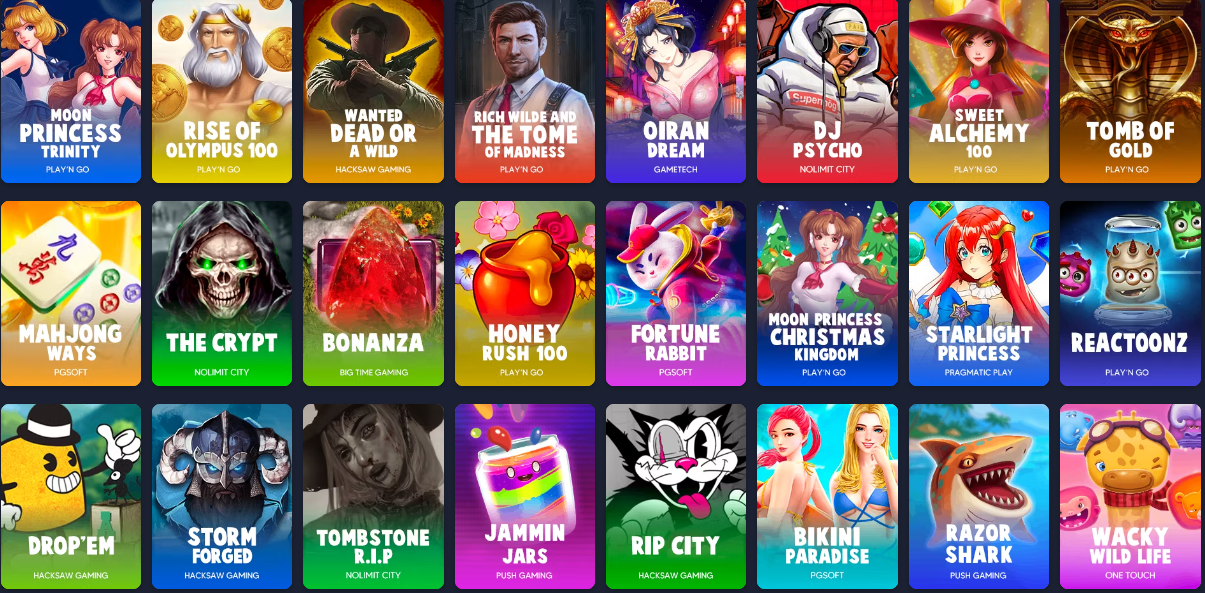 MOON
PRINCESS
TRINITY
PLAY'N GO
RISE OF
OLYMPUS 100
PLAY'N GO
WANTED
DEAD OR
A WILD
HACKSAW GAMING
RICH WILDE AND
THE TOME
OF MADNESS
PLAY'N GO
OIRAN
DREAM
GAMETECH
DJ
PSYCHO
NOLIMIT CITY
SWEET
ALCHEMY
100
PLAY'N GO
TOMB OF
GOLD
PLAY'N GO
MAHJONG
WAYS
PGSOFT
THE CRYPT
NOLIMIT CITY
BONANZA
BIG TIME GAMING
HONEY
RUSH 100
PLAY'N GO
FORTUNE
RABBIT
PGSOFT
MOON PRINCESS
CHRISTMAS
KINGDOM
PLAY'N GO
STARLIGHT
PRINCESS
PRAGMATIC PLAY
REACTOONZ
PLAY'N GO
DROP'EM
HACKSAW GAMING
STORM
FORGED
HACKSAW GAMING
TOMBSTONE
R.I.P
NOLIMIT CITY
JAMMIN
JARS
PUSH GAMING
RIP CITY
HACKSAW GAMING
BIKINI
PARADISE
PGSOFT
RAZOR
SHARK
PUSH GAMING
WACKY
WILD LIFE
ONE TOUCH